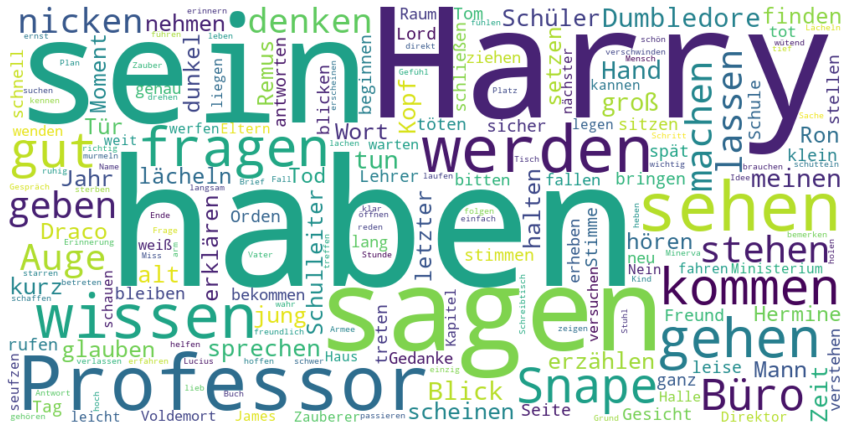 nicken
nehmen
erinnern
denken
ernst
führen
leben
Plan
Zauber
suchen
kennen
drehen
schnell
Moment
genau
dunkel
liegen
Remus
antworten
erscheinen
blicken
beginnen
Raum
Lord
direkt
Gefühl
Tom
fühlen
ziehen
verschwinden
Mensch
Platz
schließen
Schüler
schön
setzen
nächster
Dumbledore
Hand
kannen
groß
finden
Lächeln
tot
wütend
tief
stellen
sein
Harry
wenden
Tür
weit
werfen
Eltern
richtig
ruhig
murmeln
Name
lachen
warten
Wort
Kopf
töten
sicher
legen
sitzen
Sache
Schritt
Schule
machen
lassen
spät
wichtig
Ron
klein
brauchen
Idee
schütteln
gut
fragen
werden
Gespräch
sterben
Jahr
langsam
lächeln
Brief
Fall
Tod
tun
Lehrer
Tisch
laufen
bitten
fallen
bringen
meinen
geben
Ende
Frage
Draco
Erinnerung
weiß
Miss
Vater
arm
Orden
klar
öffnen
reden
treffen
Stunde
einfach
folgen
lang
haben
halten
letzter
stimmen
erheben
Stimme
heben
hören
neu
Nein
fahren
stehen
bemerken
Minerva
holen
sehen
Ministerium
Auge
starren
betreten
schaffen
alt
erklären
Schulleiter
kurz
schauen
bleiben
bekommen
wahr
jung
freundlich
Armee
treten
Kapitel
Schreibtisch
zeigen
versuchen
Kind
Stuhl
kommen
wissen
sagen
gehen
Freund
Hermine
rufen
glauben
helfen
verlassen
erfahren
Lucius
sprechen
hoffen
Haus
schwer
Gedanke
einzig
erzählen
leise
ganz
Mann
Zeit
verstehen
seufzen
Antwort
gehören
Tag
hoch
leicht
Professor
Voldemort
lieb
James
Buch
Zauberer
passieren
Blick
scheinen
Seite
Snape
Grund
Gesicht
Halle
Büro
Direktor